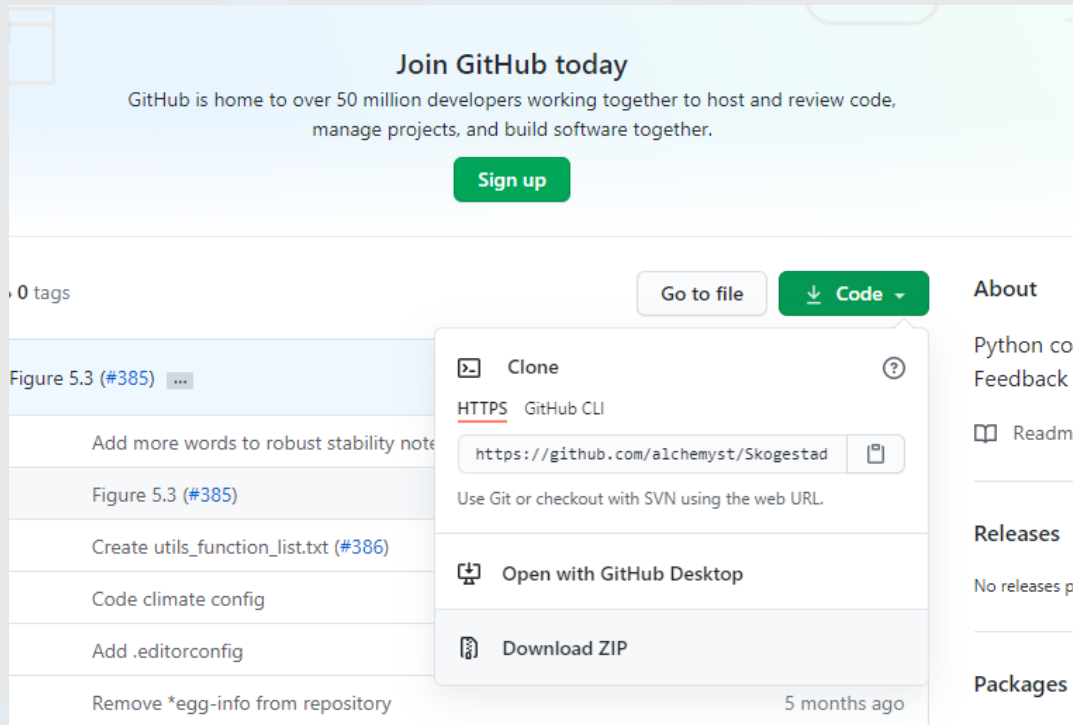 Join GitHub today
GitHub is home to over 50 million developers working together to host and review code,
manage projects, and build software together.
Sign up
0 tags
Go to file
Code
About
Python co
Feedback
Figure 5.3 (#385) ...
Clone
HTTPS GitHub CLI
https://github.com/alchemyst/Skogestad
Use Git or checkout with SVN using the web URL.
Open with GitHub Desktop
Download ZIP
Readm
Add more words to robust stability note
Figure 5.3 (#385)
Create utils_function_list.txt (#386)
Code climate config
Add .editorconfig
Remove *egg-info from repository
5 months ago
Releases
No releases p
Packages